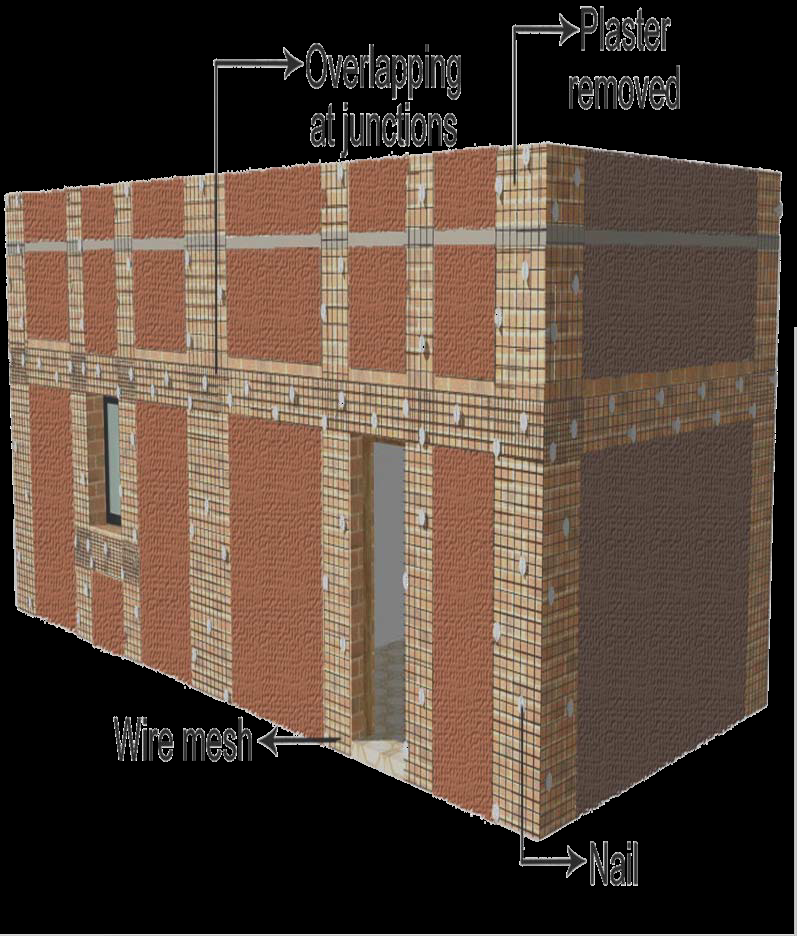 Plaster
removed
Overlapping
at junctions
Wire mesh
Nail